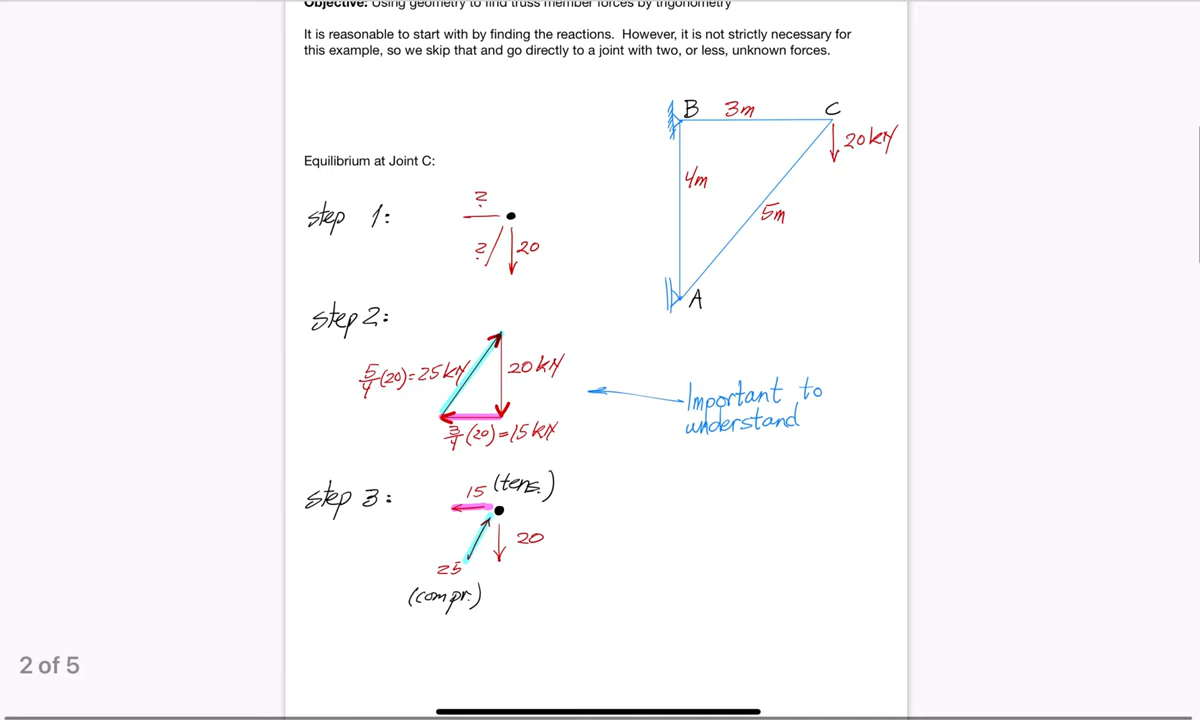 Objective: Using geometry to find truss member forces by trigonometry
It is reasonable to start with by finding the reactions. However, it is not strictly necessary for
this example, so we skip that and go directly to a joint with two, or less, unknown forces.
B 3m C
20kN
4m
5m
A
Equilibrium at Joint C:
step 1:
?
?
20
step 2:
5/4(20)=25kN
20kN
3/4(20)=15kN
Important to
understand
step 3:
15 (tens.)
20
25
(compr.)
2 of 5